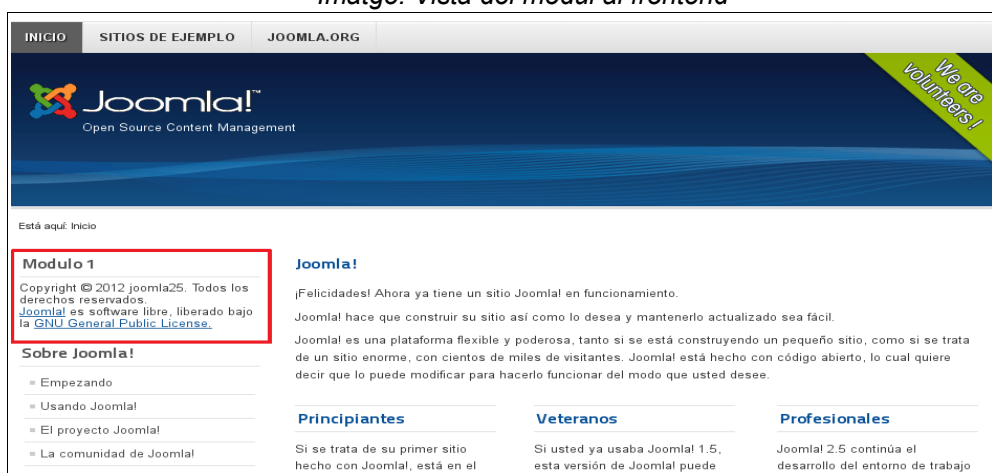 Imatge: Vista del mòdul al frontend
INICIO SITIOS DE EJEMPLO JOOMLA.ORG
Joomla!™
Open Source Content Management
We are
volunteers!
Está aquí: Inicio
Modulo 1
Copyright © 2012 joomla25. Todos los
derechos reservados.
Joomla! es software libre, liberado bajo
la GNU General Public License.
Sobre Joomla!
Empezando
Usando Joomla!
El proyecto Joomla!
La comunidad de Joomla!
Joomla!
¡Felicidades! Ahora ya tiene un sitio Joomla! en funcionamiento.
Joomla! hace que construir su sitio así como lo desea y mantenerlo actualizado sea fácil.
Joomla! es una plataforma flexible y poderosa, tanto si se está construyendo un pequeño sitio, como si se trata
de un sitio enorme, con cientos de miles de visitantes. Joomla! está hecho con código abierto, lo cual quiere
decir que lo puede modificar para hacerlo funcionar del modo que usted desee.
Principiantes
Si se trata de su primer sitio
hecho con Joomla!, está en el
Veteranos
Si usted ya usaba Joomla! 1.5,
esta versión de Joomla! puede
Profesionales
Joomla! 2.5 continúa el
desarrollo del entorno de trabajo